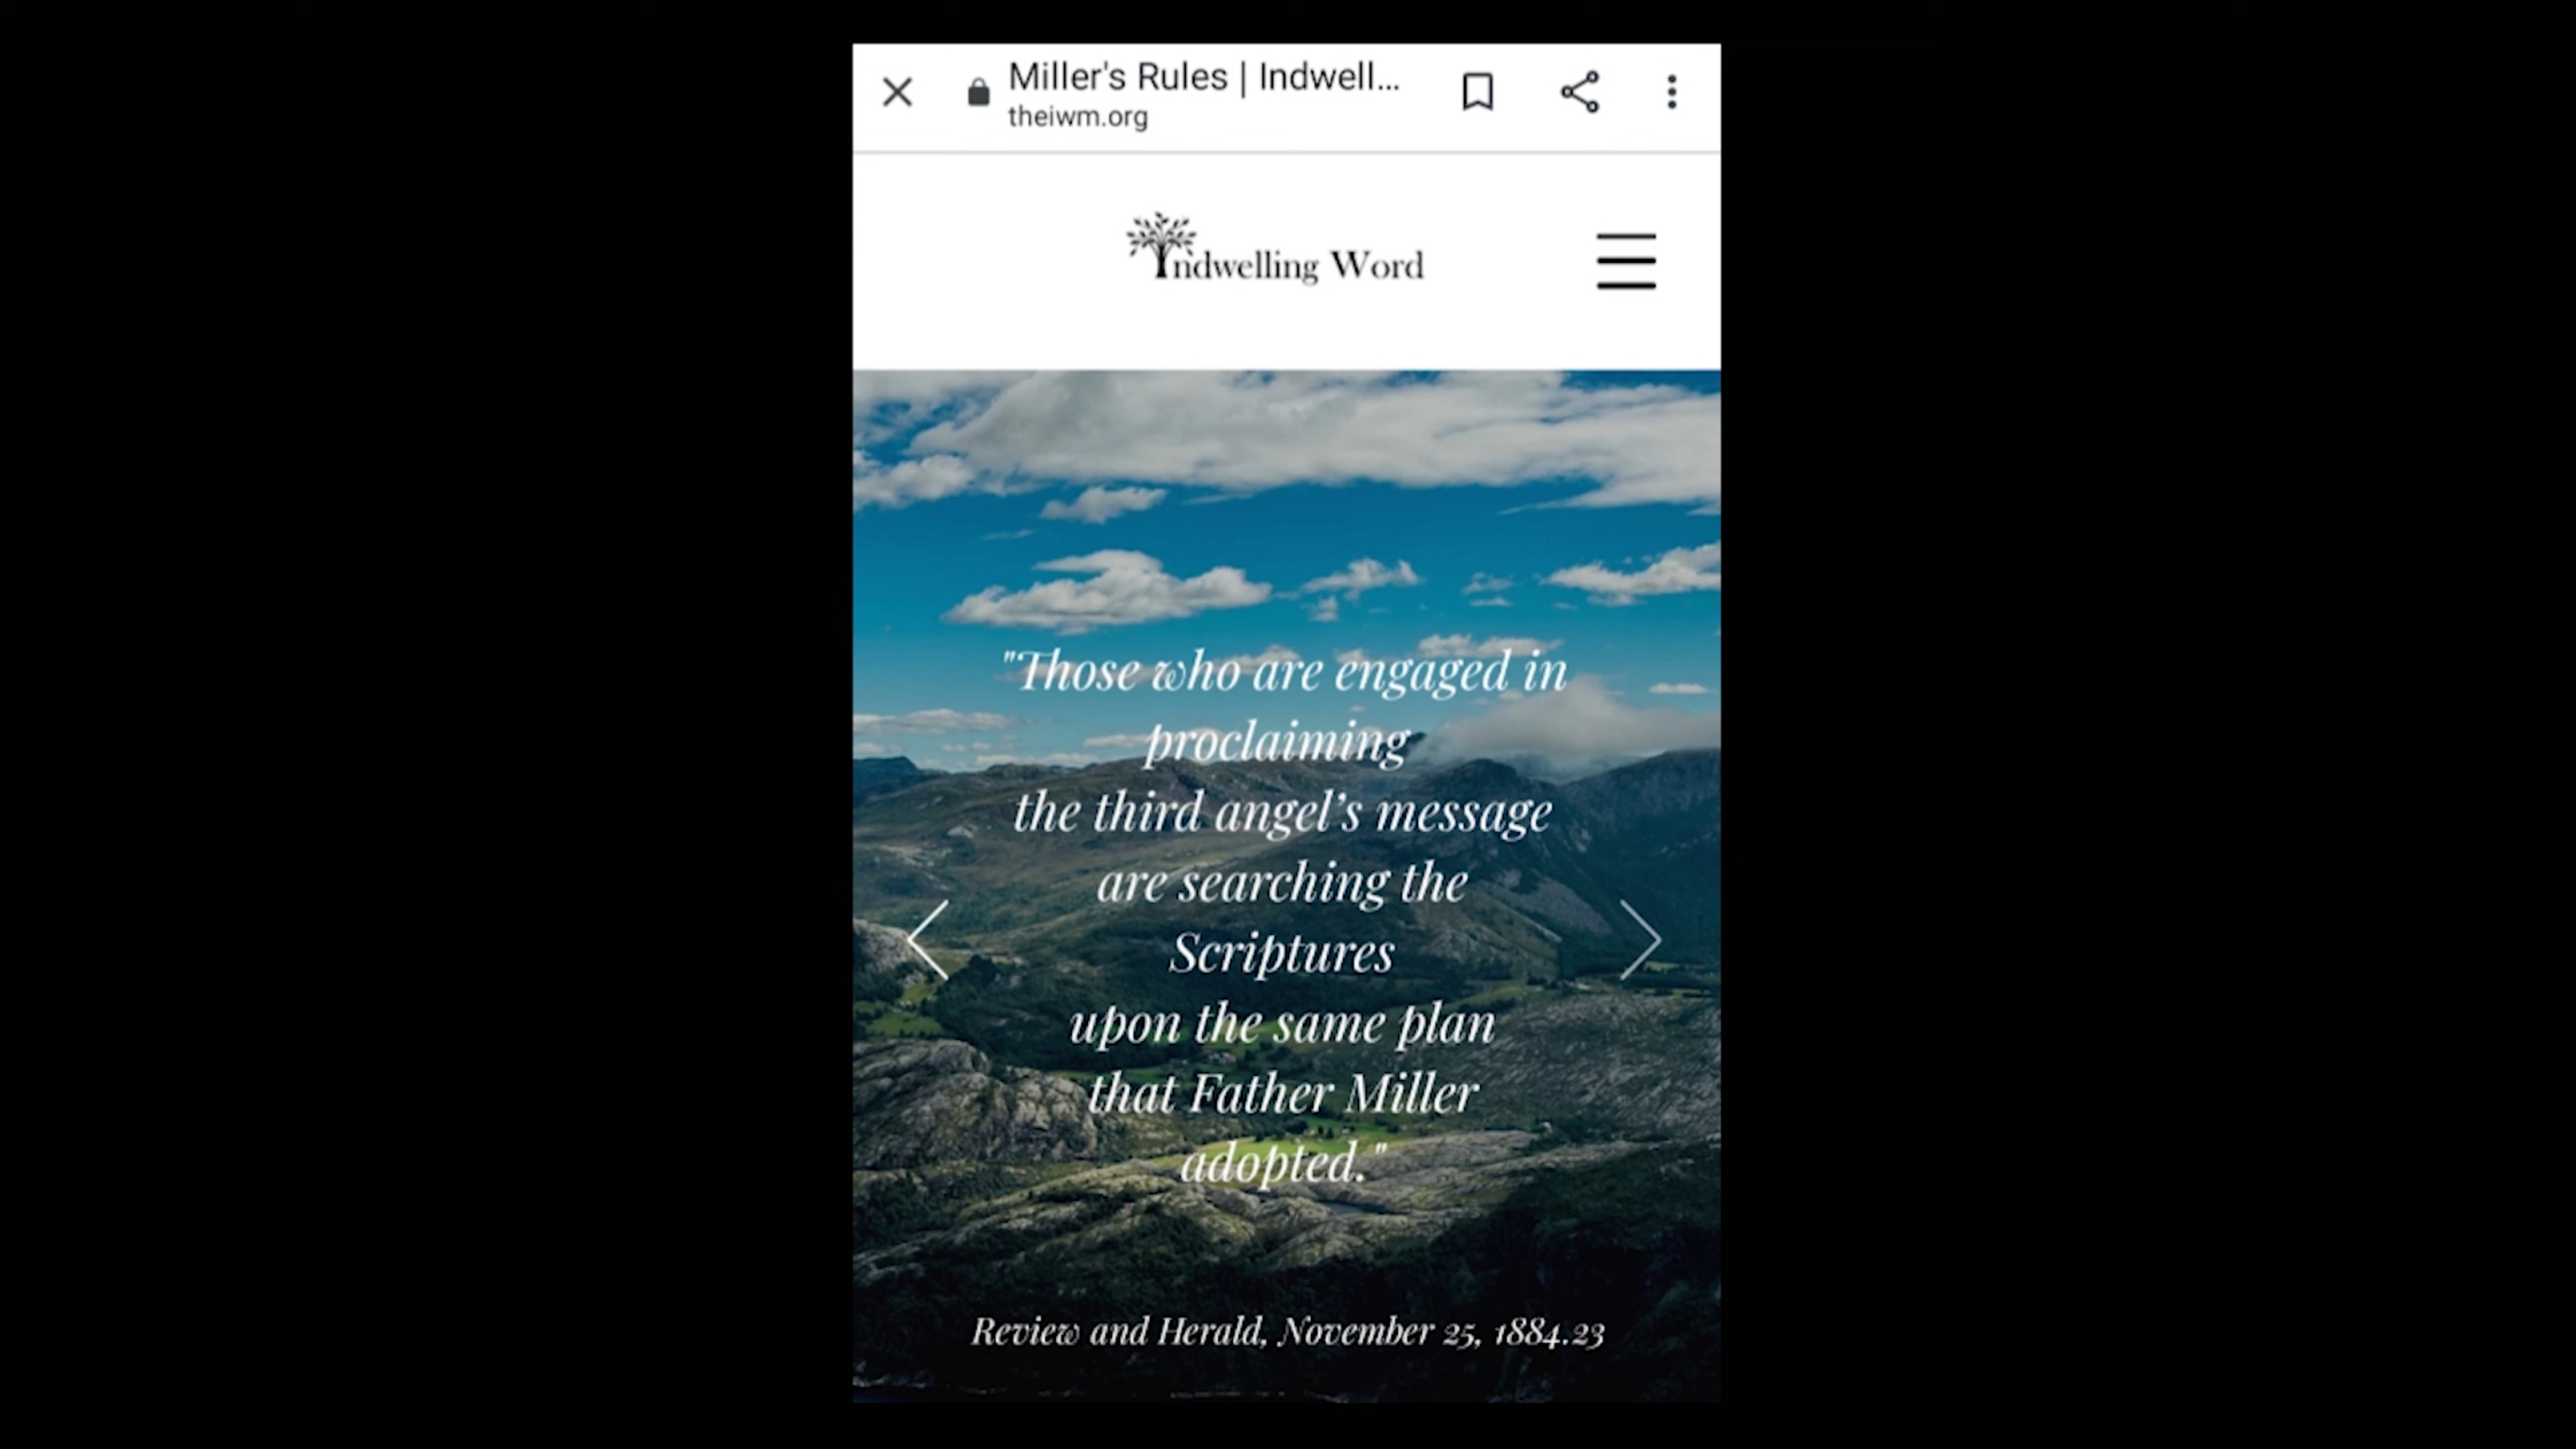 Miller's Rules | Indwell...
theiwm.org
Indwelling Word
"Those who are engaged in
proclaiming
the third angel’s message
are searching the
Scriptures
upon the same plan
that Father Miller
adopted."
Review and Herald, November 25, 1884.23